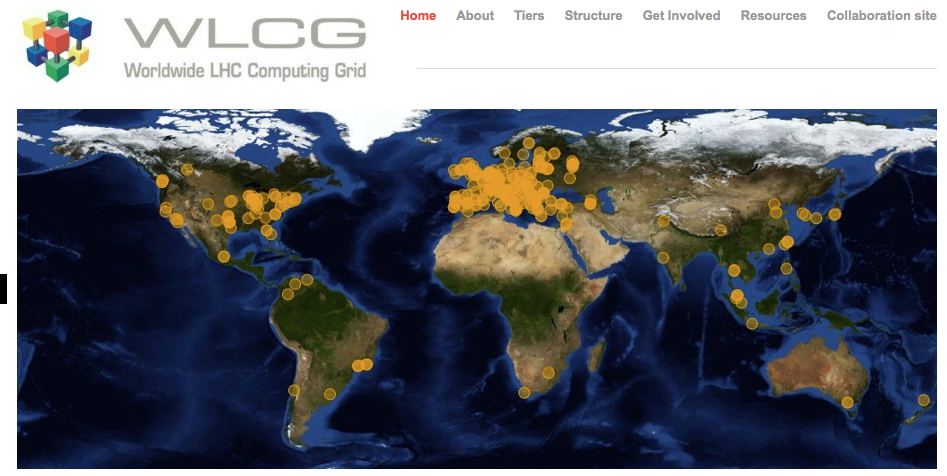 WLCG
Worldwide LHC Computing Grid
Home About Tiers Structure Get Involved Resources Collaboration site